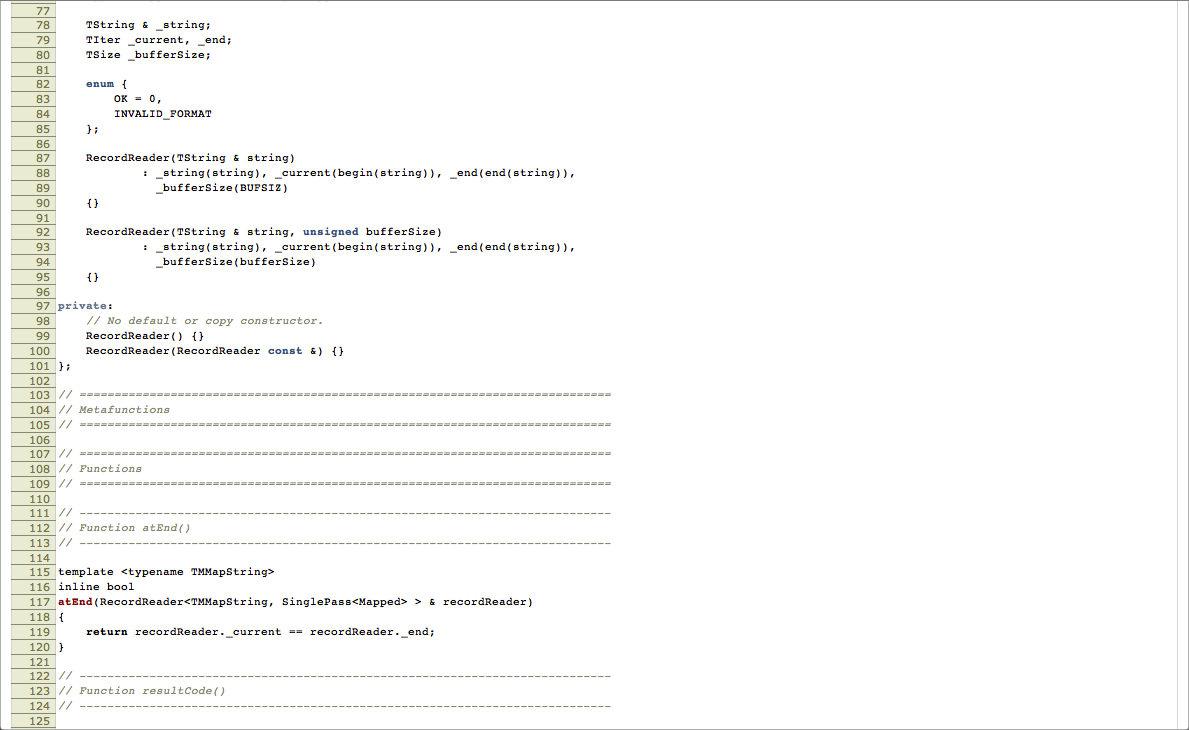 77
78 TString & _string;
79 TIter _current, _end;
80 TSize _bufferSize;
81
82 enum {
83 OK = 0,
84 INVALID_FORMAT
85 };
86
87 RecordReader(TString & string)
88 : _string(string), _current(begin(string)), _end(end(string)),
89 _bufferSize(BUFSIZ)
90 {}
91
92 RecordReader(TString & string, unsigned bufferSize)
93 : _string(string), _current(begin(string)), _end(end(string)),
94 _bufferSize(bufferSize)
95 {}
96
97 private:
98 // No default or copy constructor.
99 RecordReader() {}
100 RecordReader(RecordReader const &) {}
101 };
102
103 // ============================================================================
104 // Metafunctions
105 // ============================================================================
106
107 // ============================================================================
108 // Functions
109 // ============================================================================
110
111 // ----------------------------------------------------------------------------
112 // Function atEnd()
113 // ----------------------------------------------------------------------------
114
115 template <typename TMMapString>
116 inline bool
117 atEnd(RecordReader<TMMapString, SinglePass<Mapped> > & recordReader)
118 {
119 return recordReader._current == recordReader._end;
120 }
121
122 // ----------------------------------------------------------------------------
123 // Function resultCode()
124 // ----------------------------------------------------------------------------
125